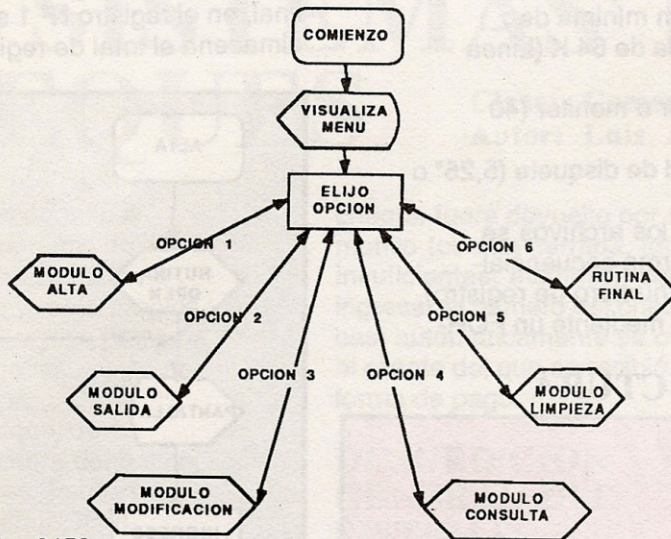 COMIENZO
VISUALIZA
MENU
ELIJO
OPCION
OPCION 1
MODULO
ALTA
OPCION 2
MODULO
SALIDA
OPCION 3
MODULO
MODIFICACION
OPCION 4
MODULO
CONSULTA
OPCION 5
MODULO
LIMPIEZA
OPCION 6
RUTINA
FINAL